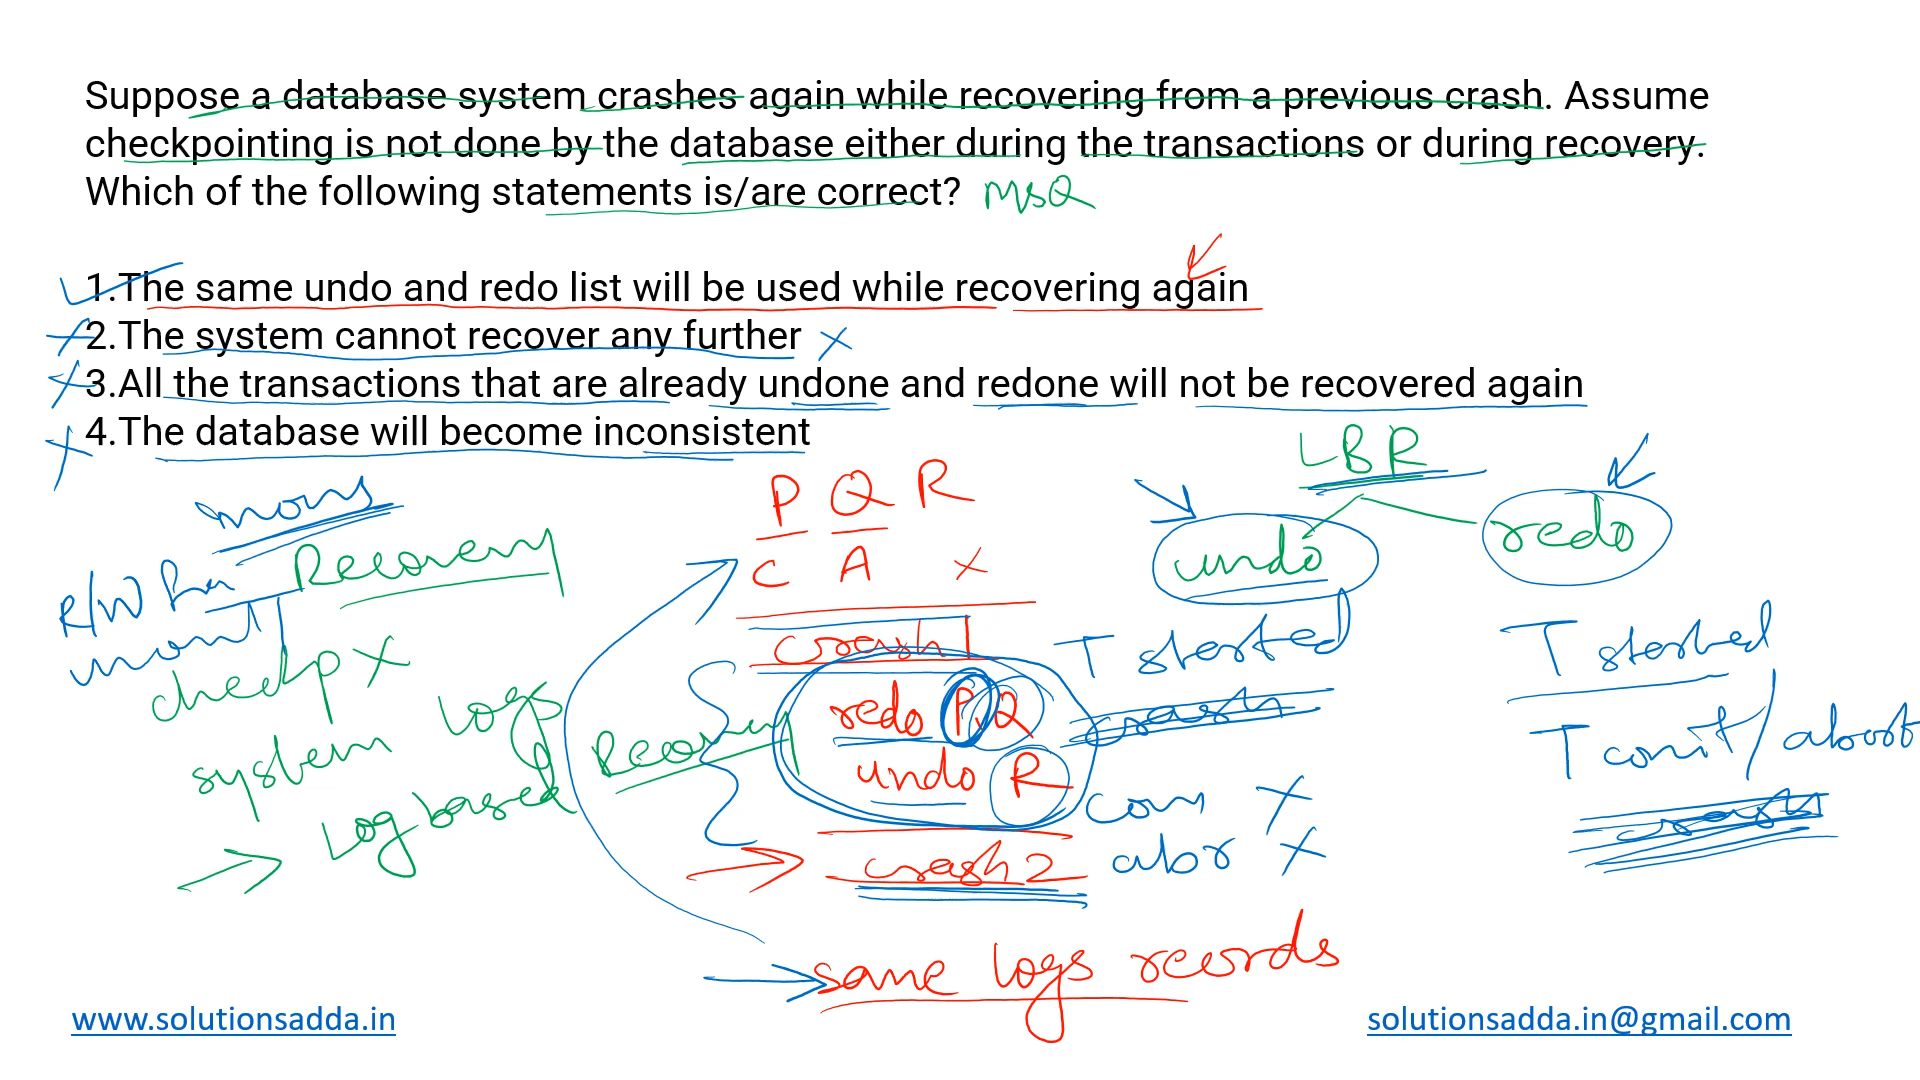 Suppose a database system crashes again while recovering from a previous crash. Assume
checkpointing is not done by the database either during the transactions or during recovery.
Which of the following statements is/are correct? MSQ
1.The same undo and redo list will be used while recovering again
2.The system cannot recover any further
3.All the transactions that are already undone and redone will not be recovered again
4.The database will become inconsistent
LBR
undo
redo
P Q R
C A ×
crash 1
redo P, Q
undo R
crash 2
same logs records
Recovery
R/W
checkp ×
system logs
Log based Recovery
T started
crash
com ×
abor ×
T started
T comit/ aboot
crash
www.solutionsadda.in
solutionsadda.in@gmail.com